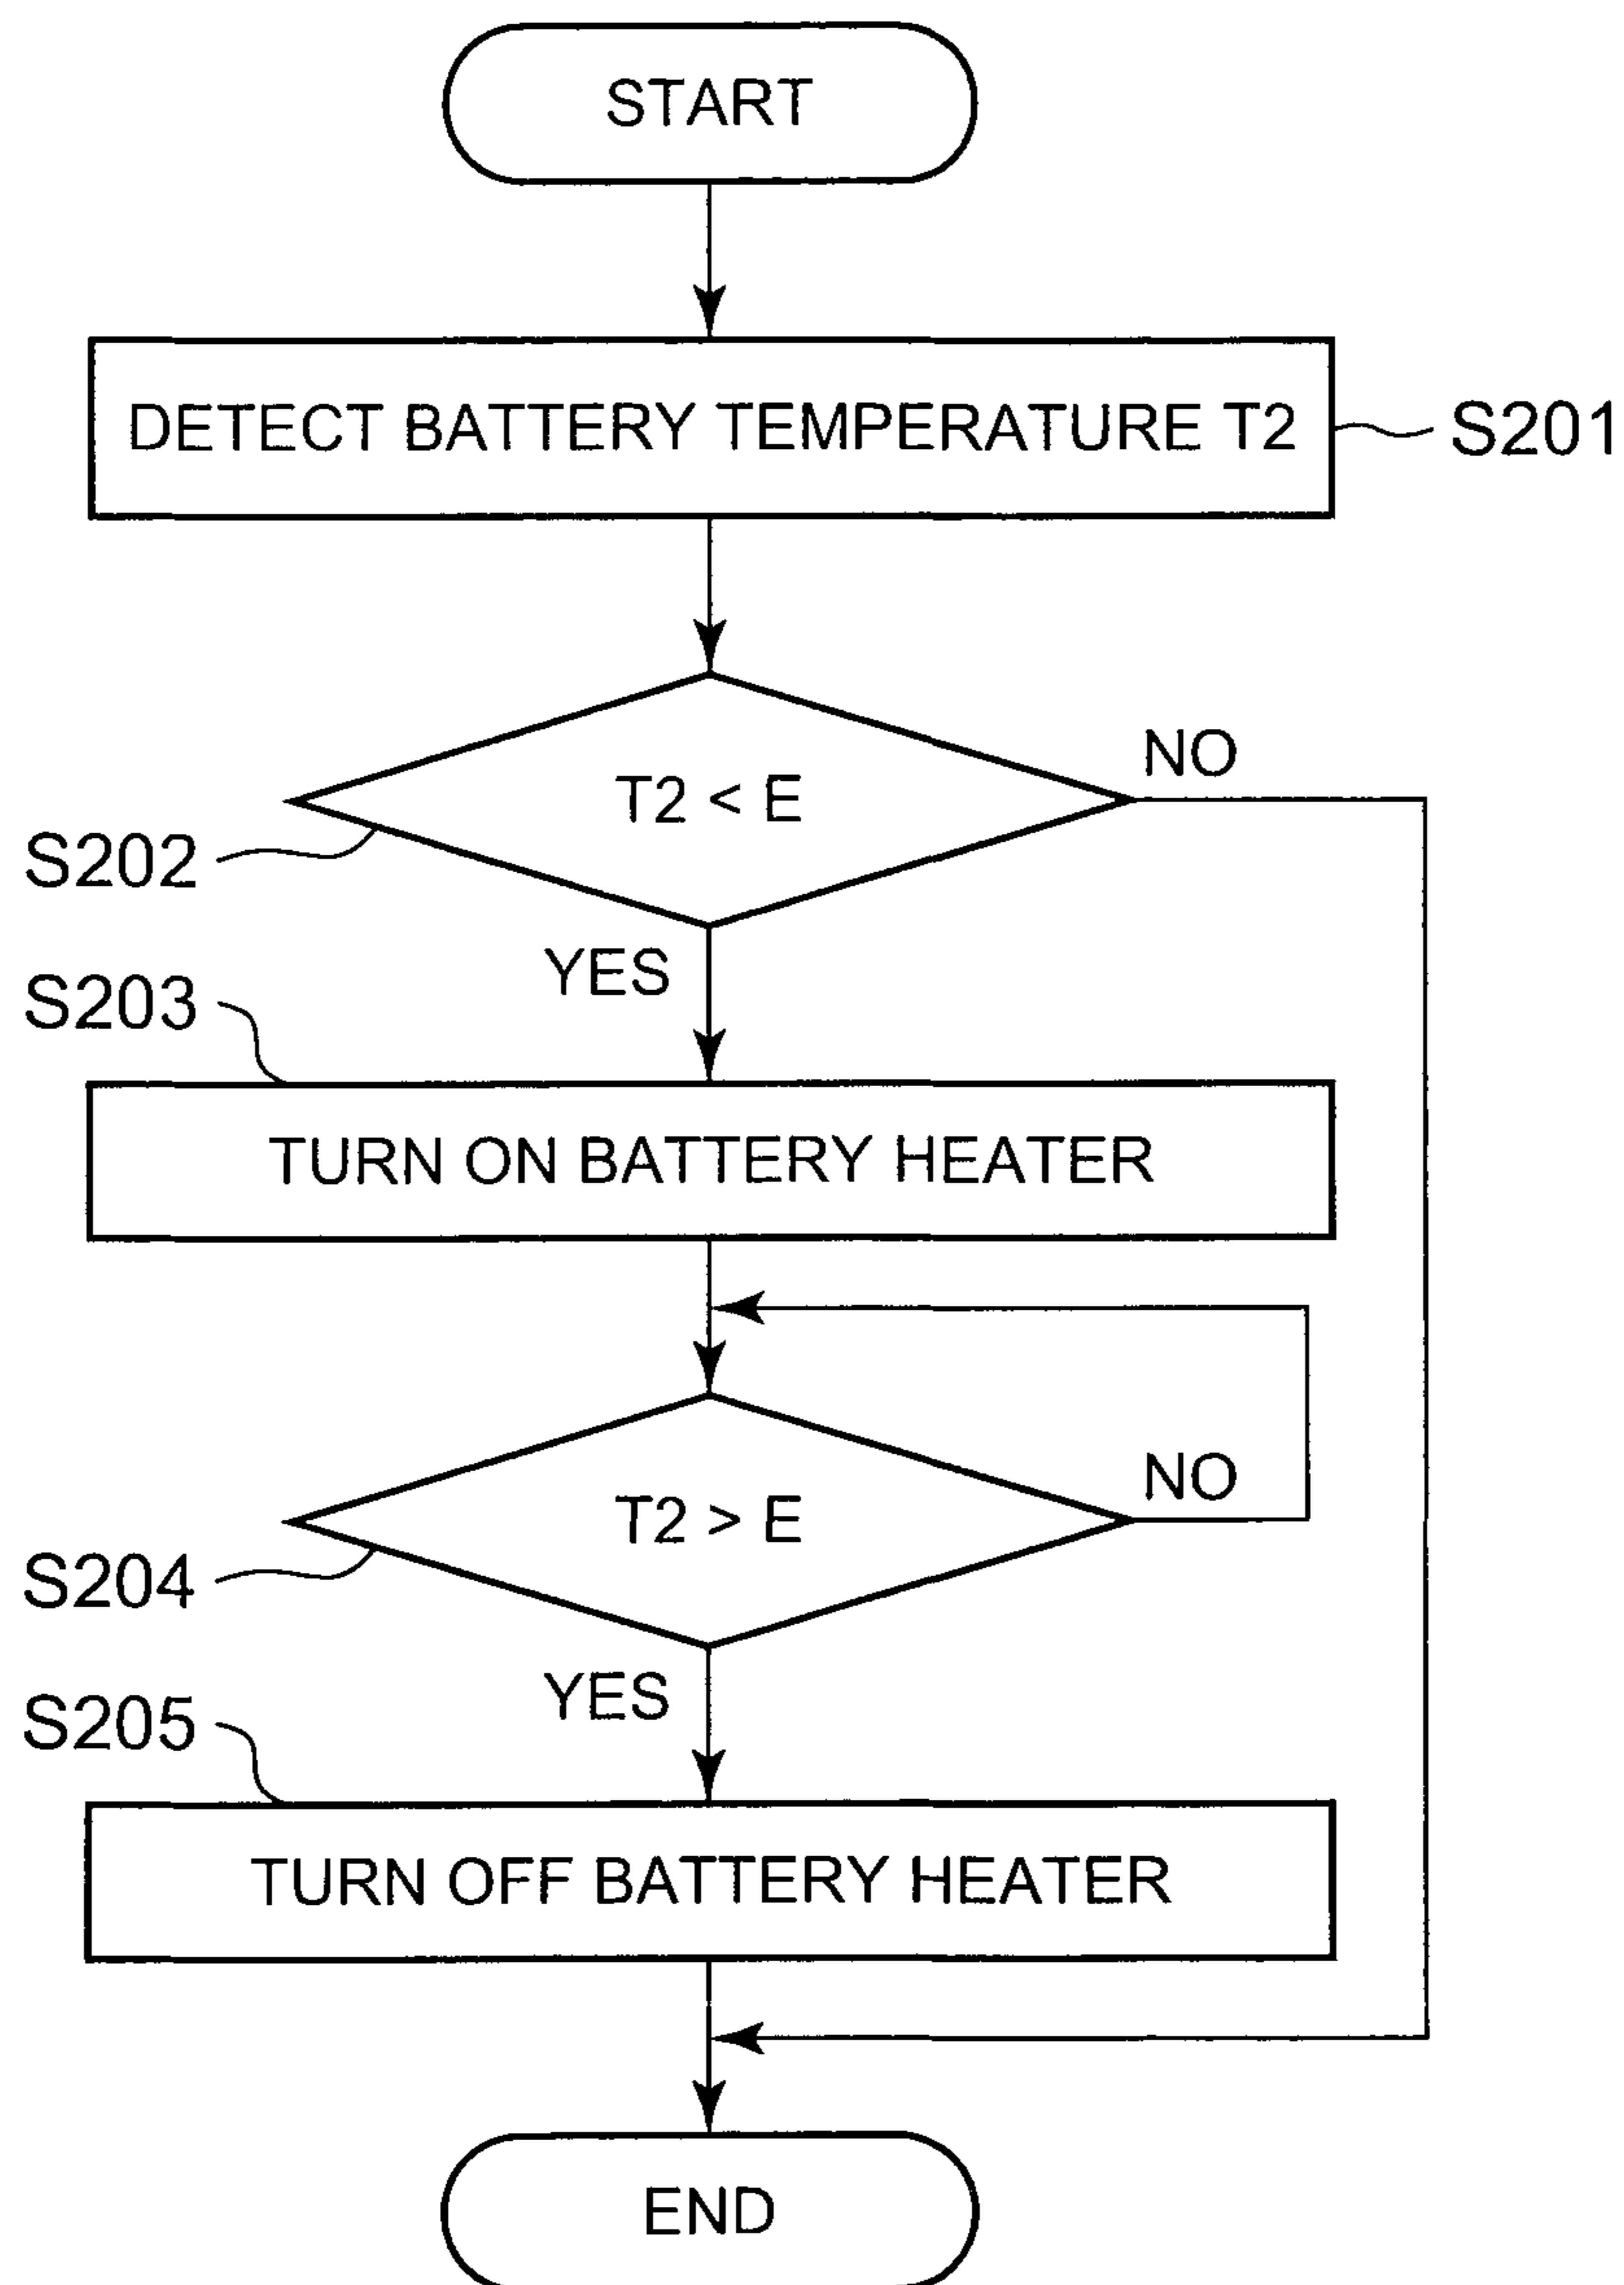 START
DETECT BATTERY TEMPERATURE T2
S201
T2 < E
NO
S202
YES
S203
TURN ON BATTERY HEATER
T2 > E
NO
S204
YES
S205
TURN OFF BATTERY HEATER
END